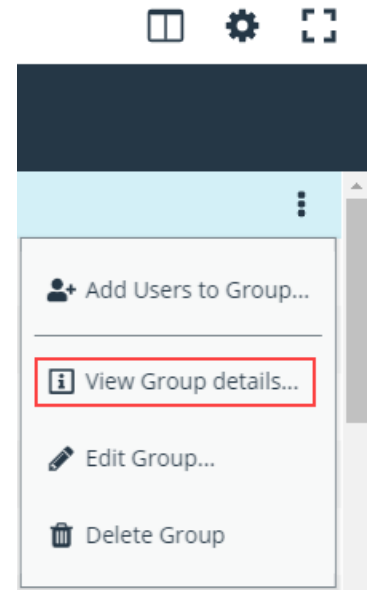 Add Users to Group...
View Group details...
Edit Group...
Delete Group